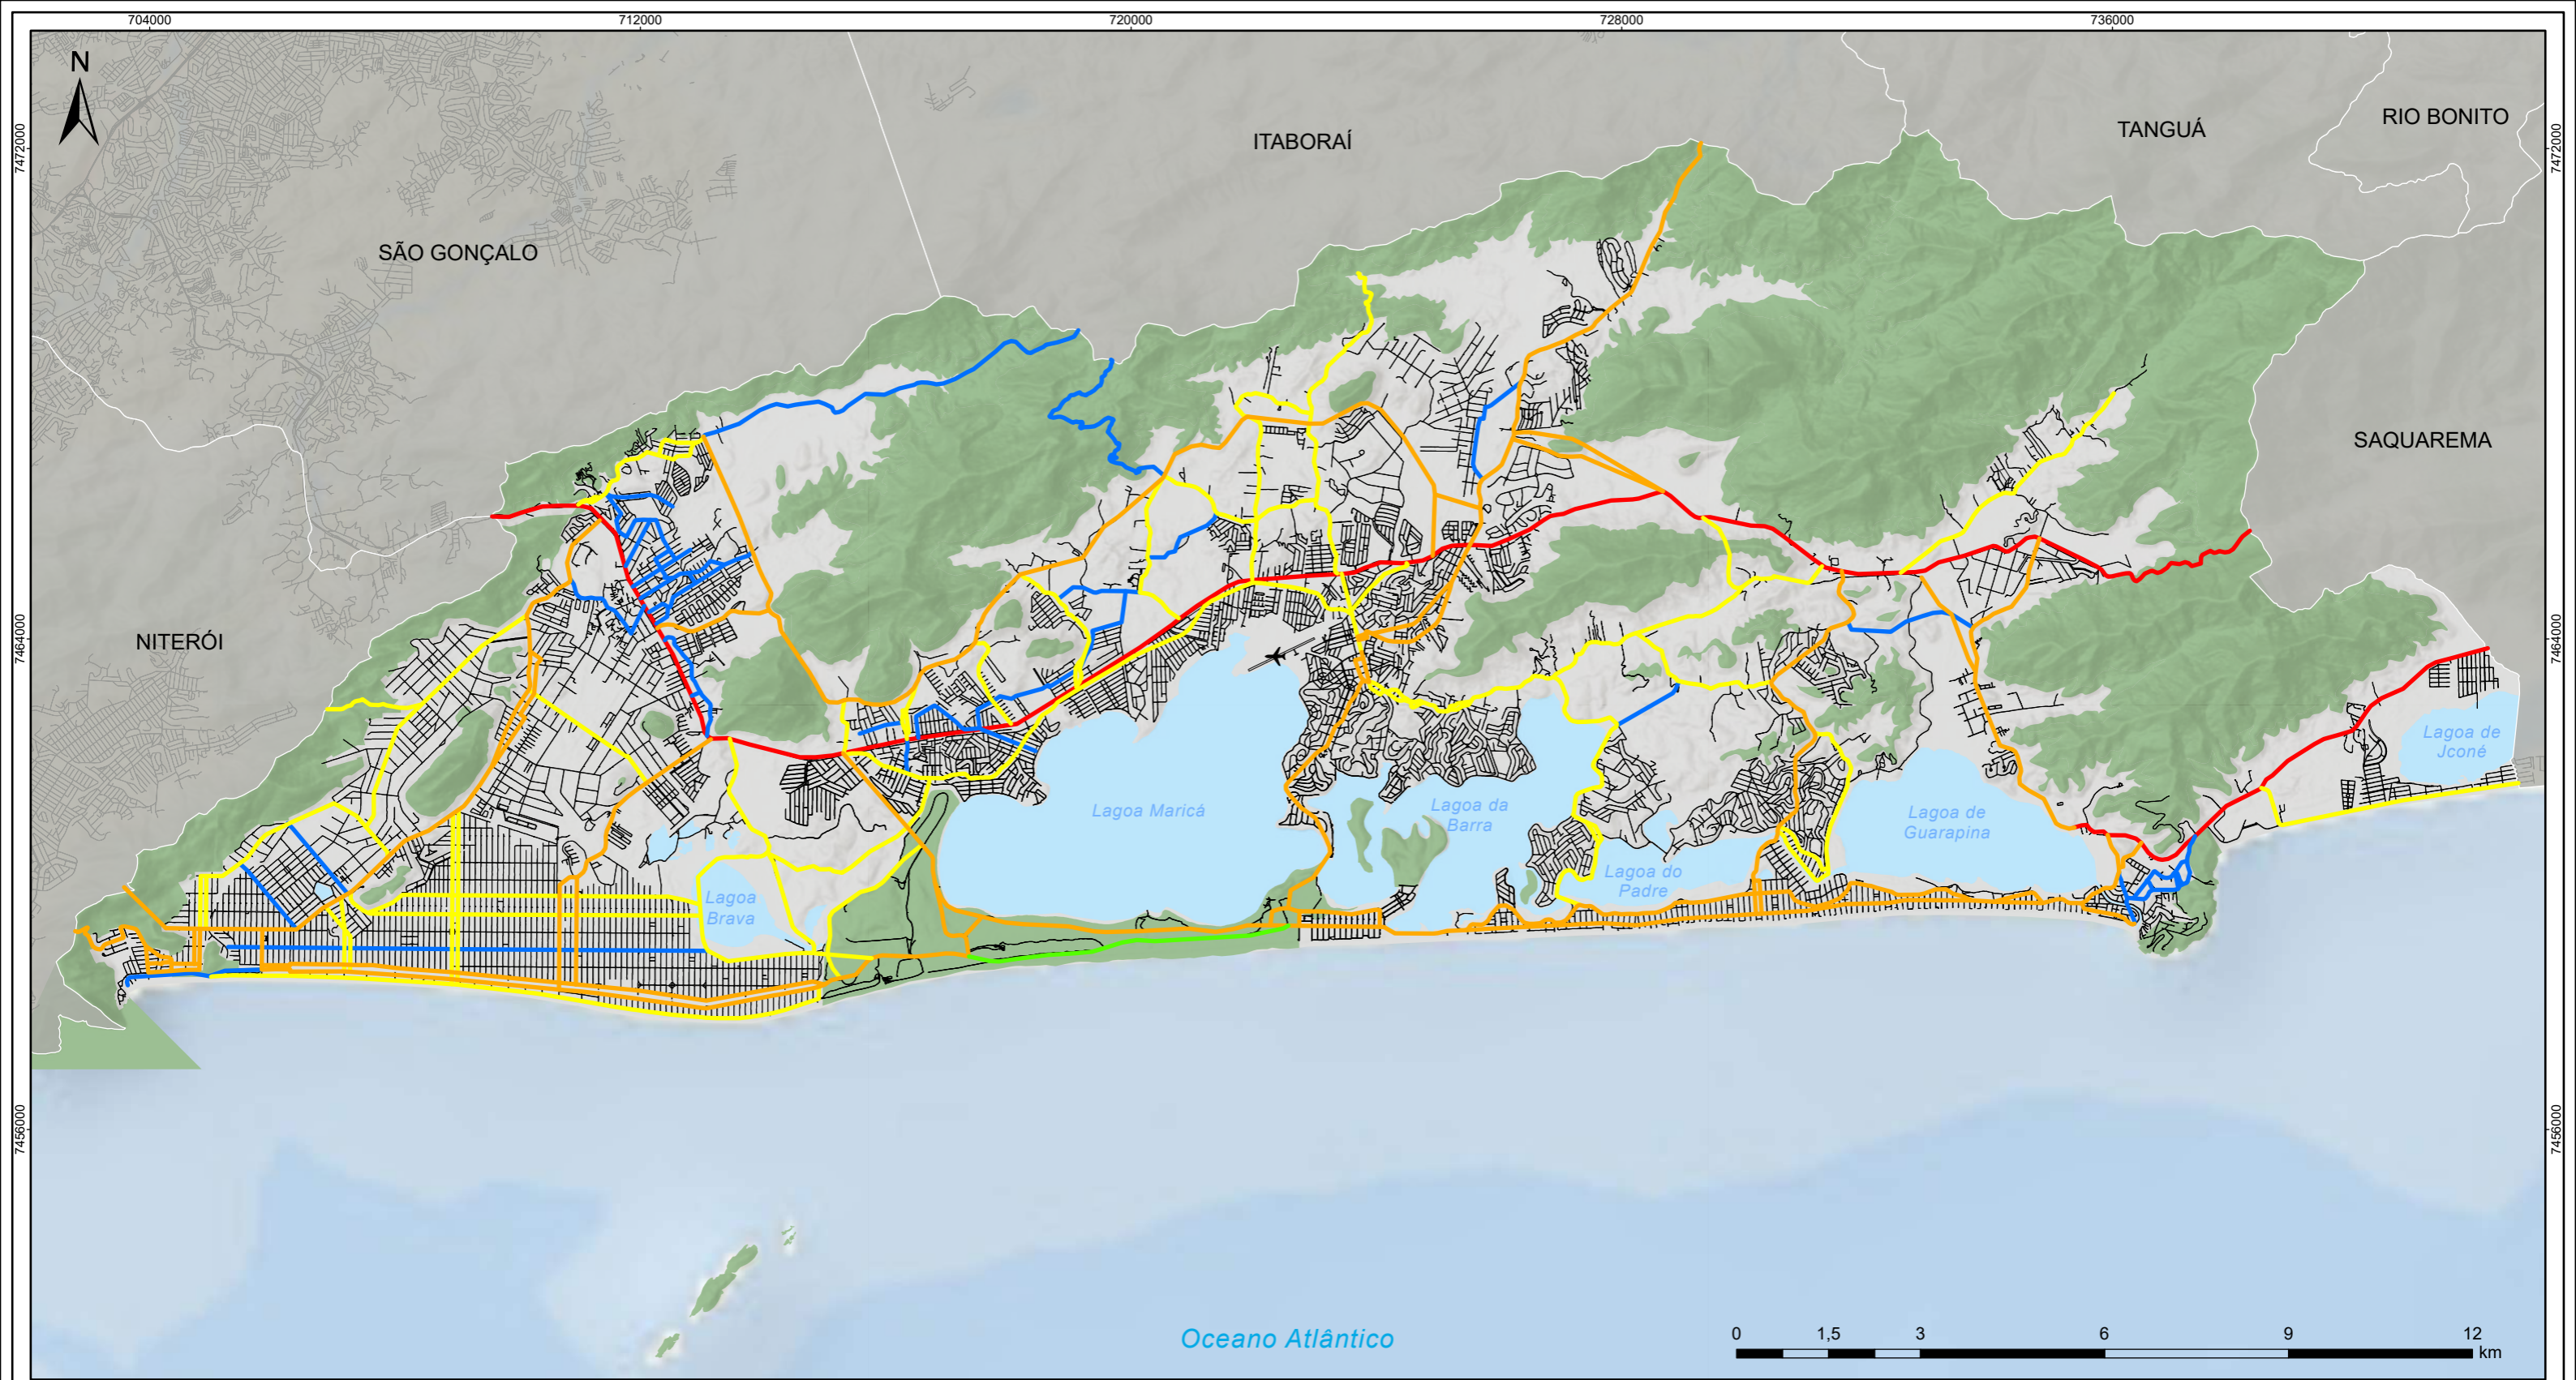 704000
712000
720000
728000
736000
N
7472000
7472000
ITABORAÍ
TANGUÁ
RIO BONITO
SÃO GONÇALO
SAQUAREMA
NITERÓI
7464000
7464000
Lagoa de
Jconé
Lagoa Maricá
Lagoa da
Barra
Lagoa de
Guarapina
Lagoa do
Padre
Lagoa
Brava
7456000
7456000
Oceano Atlântico
0 1,5 3 6 9 12
km